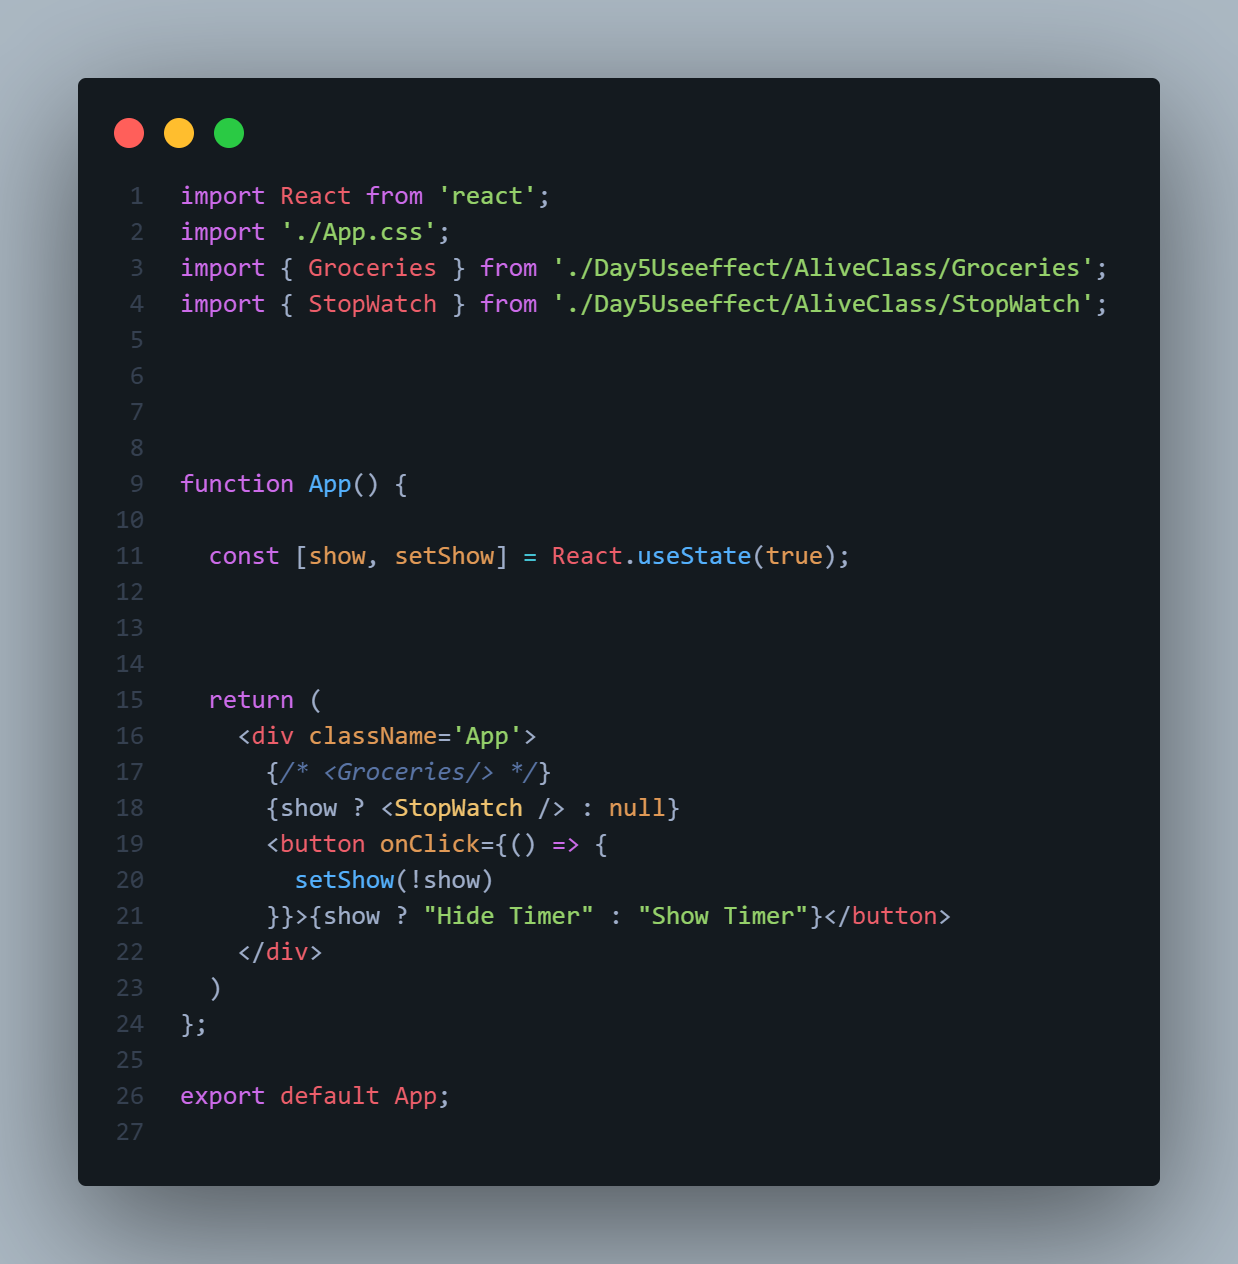 1 import React from 'react';
2 import './App.css';
3 import { Groceries } from './Day5Useeffect/AliveClass/Groceries';
4 import { StopWatch } from './Day5Useeffect/AliveClass/StopWatch';
5
6
7
8
9 function App() {
10
11   const [show, setShow] = React.useState(true);
12
13
14
15   return (
16     <div className='App'>
17       {/* <Groceries/> */}
18       {show ? <StopWatch /> : null}
19       <button onClick={() => {
20         setShow(!show)
21       }}>{show ? "Hide Timer" : "Show Timer"}</button>
22     </div>
23   )
24 };
25
26 export default App;
27